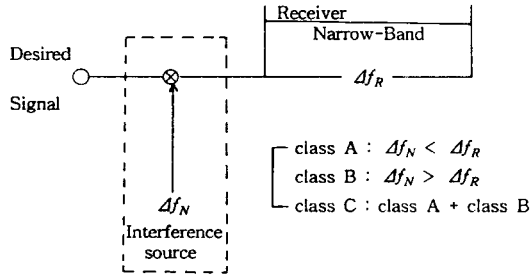 Receiver
Narrow-Band
Desired
Signal
Δf_R
Δf_N
Interference
source
class A : Δf_N < Δf_R
class B : Δf_N > Δf_R
class C : class A + class B